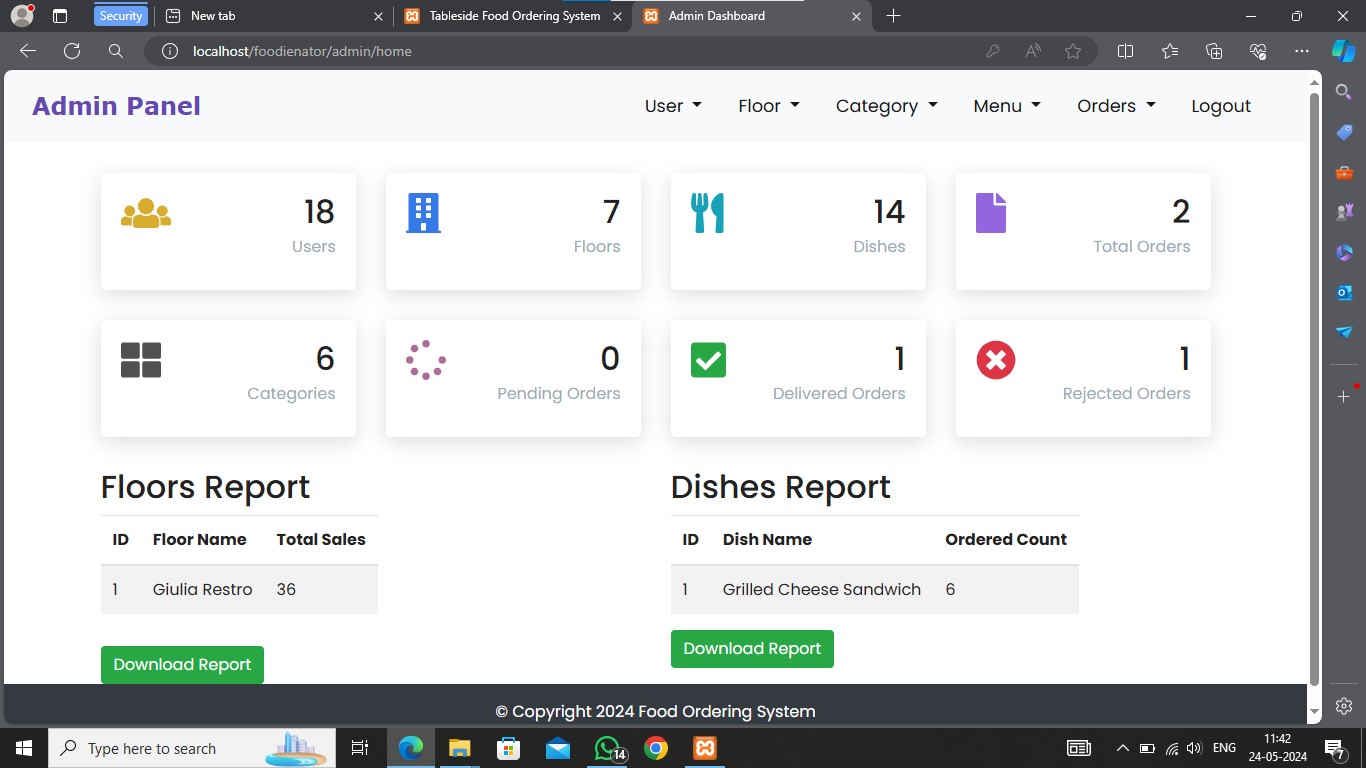 Security
New tab
Tableside Food Ordering System
Admin Dashboard
localhost/foodienator/admin/home
Admin Panel
User
Floor
Category
Menu
Orders
Logout
18
Users
7
Floors
14
Dishes
2
Total Orders
6
Categories
0
Pending Orders
1
Delivered Orders
1
Rejected Orders
Floors Report
ID Floor Name Total Sales
1 Giulia Restro 36
Download Report
Dishes Report
ID Dish Name Ordered Count
1 Grilled Cheese Sandwich 6
Download Report
© Copyright 2024 Food Ordering System
Type here to search
14
ENG
11:42
24-05-2024
7